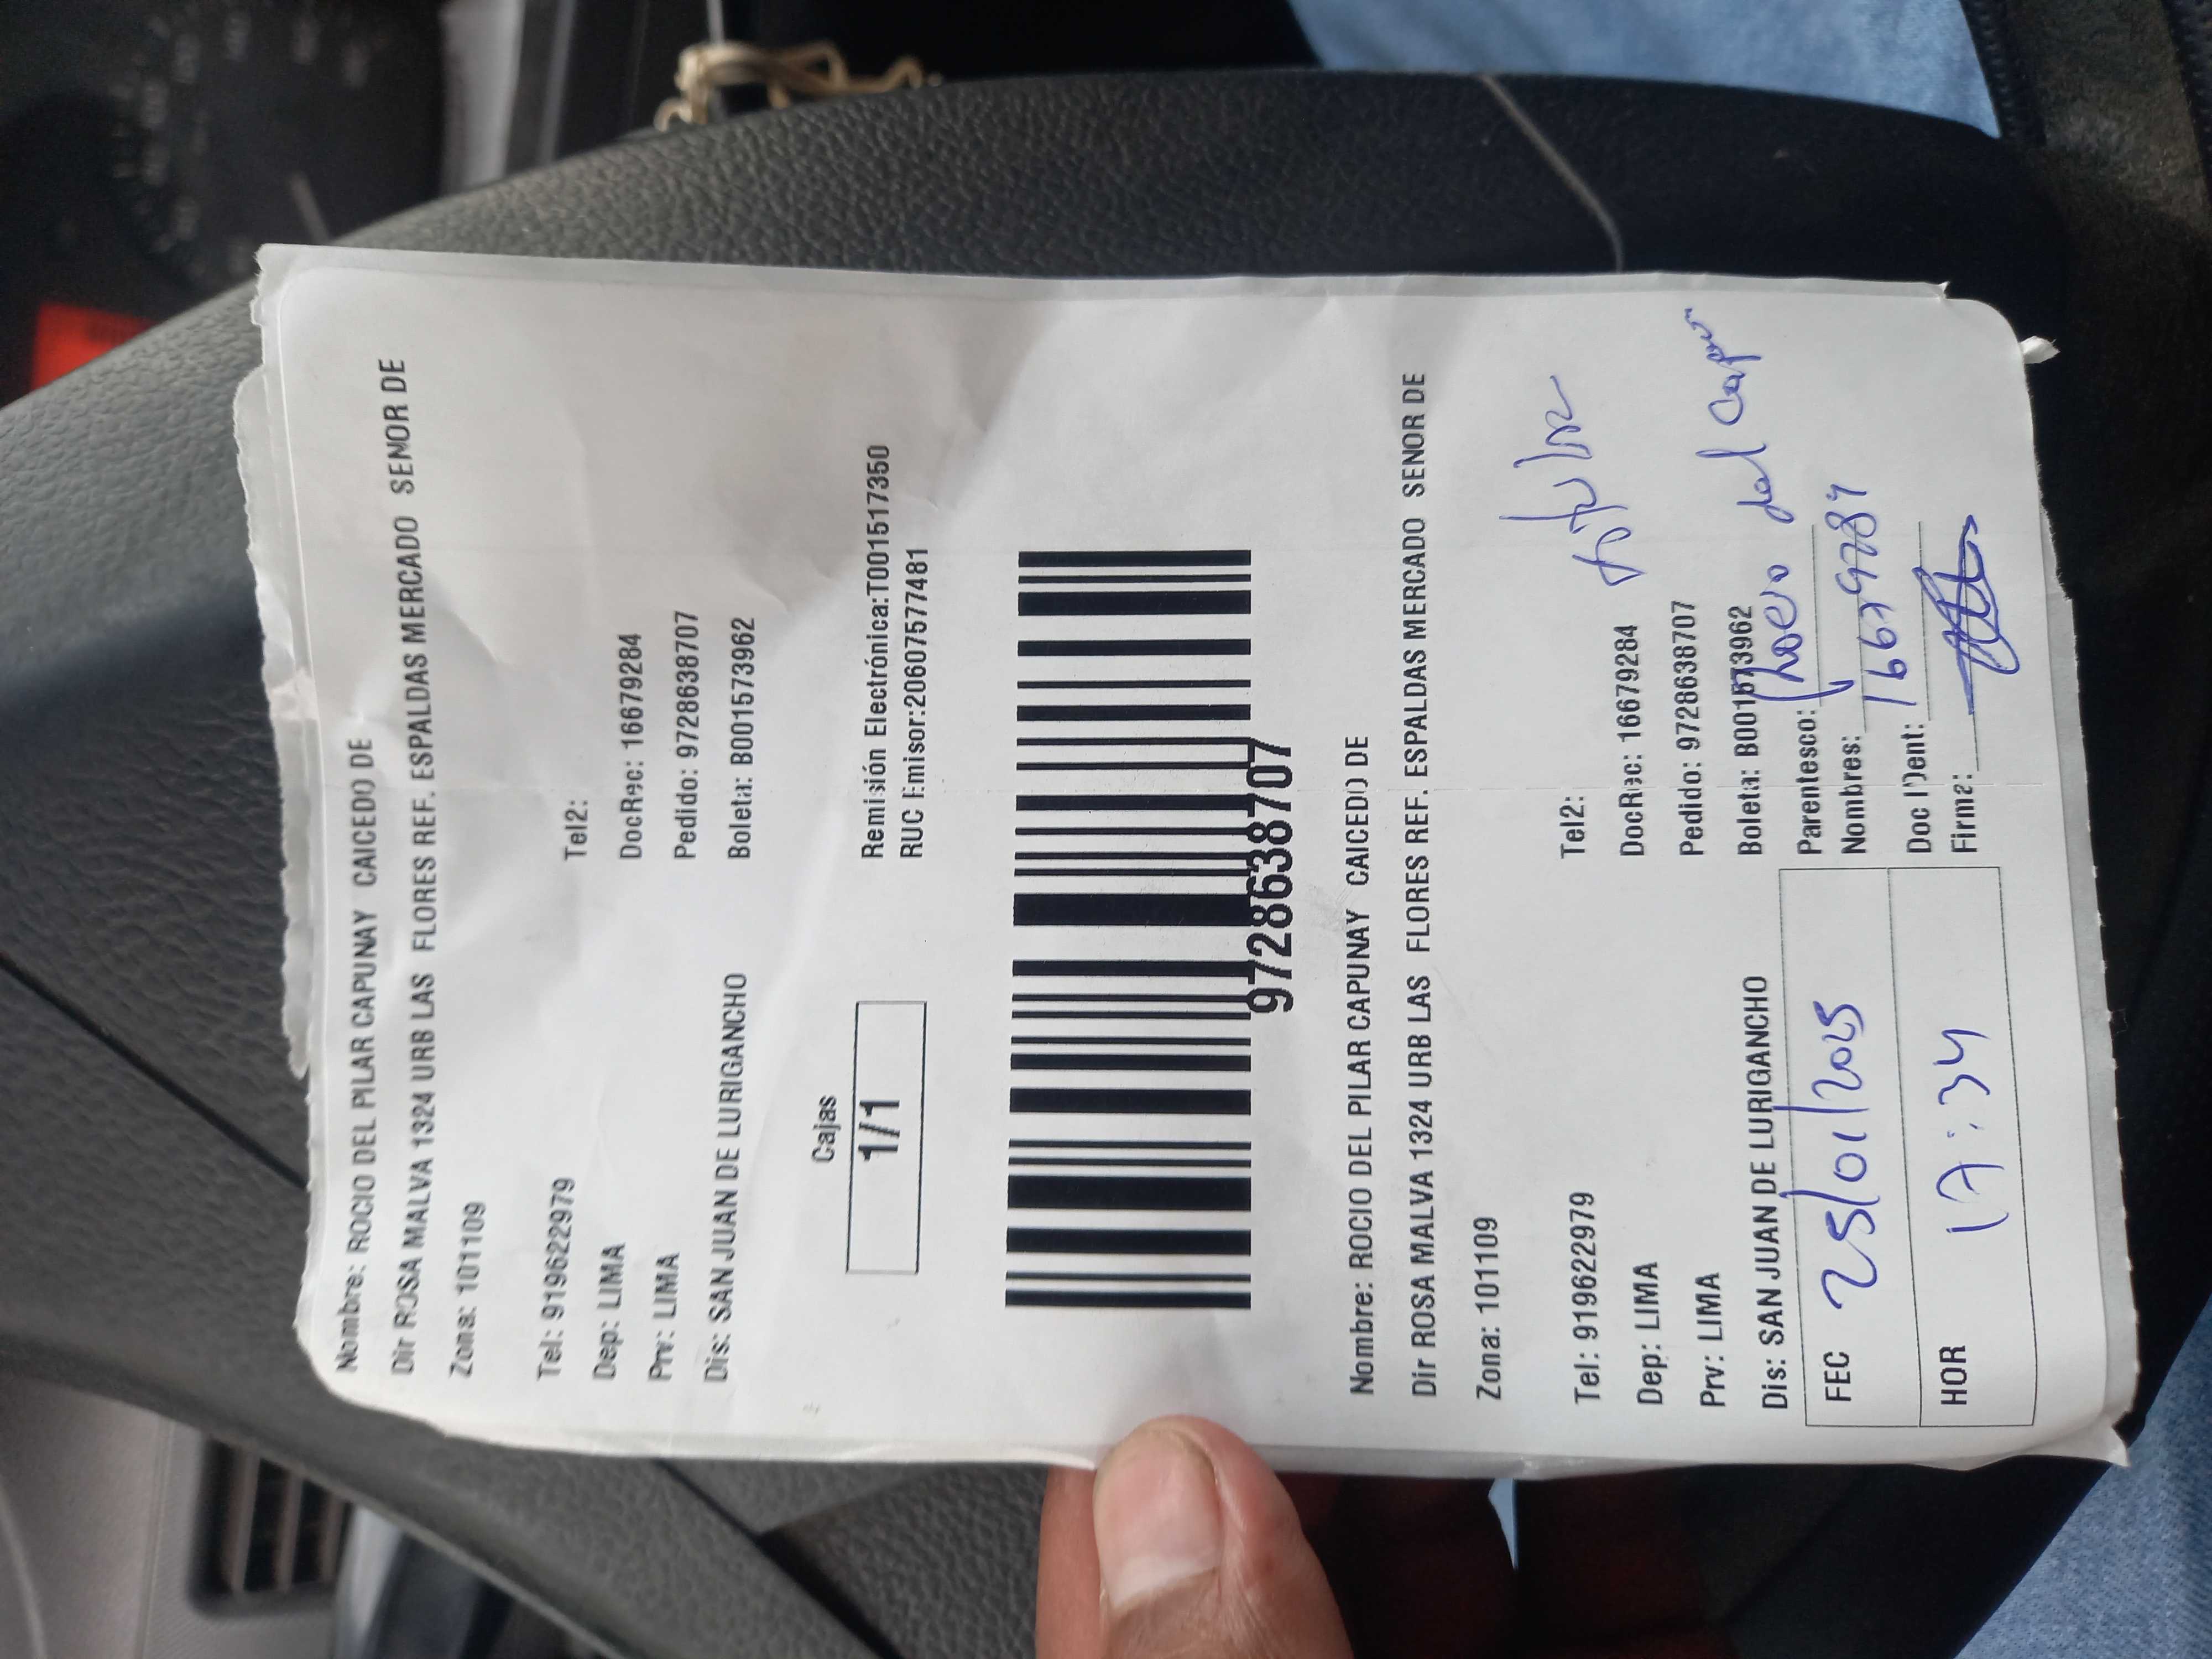 Nombre: ROCIO DEL PILAR CAPUNAY CAICEDO DE
Dir ROSA MALVA 1324 URB LAS FLORES REF. ESPALDAS MERCADO SENOR DE
Zona: 101109
Tel: 919622979 Tel2:
Dep: LIMA DocRec: 16679284
Prv: LIMA Pedido: 9728638707
Dis: SAN JUAN DE LURIGANCHO Boleta: B001573962
Cajas
1/1
Remisión Electrónica:T001517350
RUC Emisor:20607577481
9728638707
Nombre: ROCIO DEL PILAR CAPUNAY CAICEDO DE
Dir ROSA MALVA 1324 URB LAS FLORES REF. ESPALDAS MERCADO SENOR DE
Zona: 101109
Tel: 919622979 Tel2:
Dep: LIMA DocRec: 16679284
Prv: LIMA Pedido: 9728638707
Dis: SAN JUAN DE LURIGANCHO Boleta: B001573962
FEC 25/01/2025
HOR 17:34
Parentesco: titular
Nombres: del
Doc IDent: 16679284
Firma: